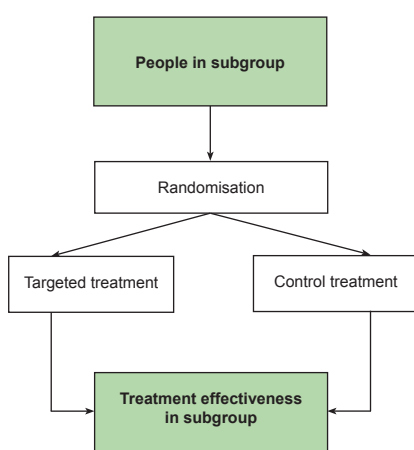 People in subgroup
Randomisation
Targeted treatment
Control treatment
Treatment effectiveness
in subgroup